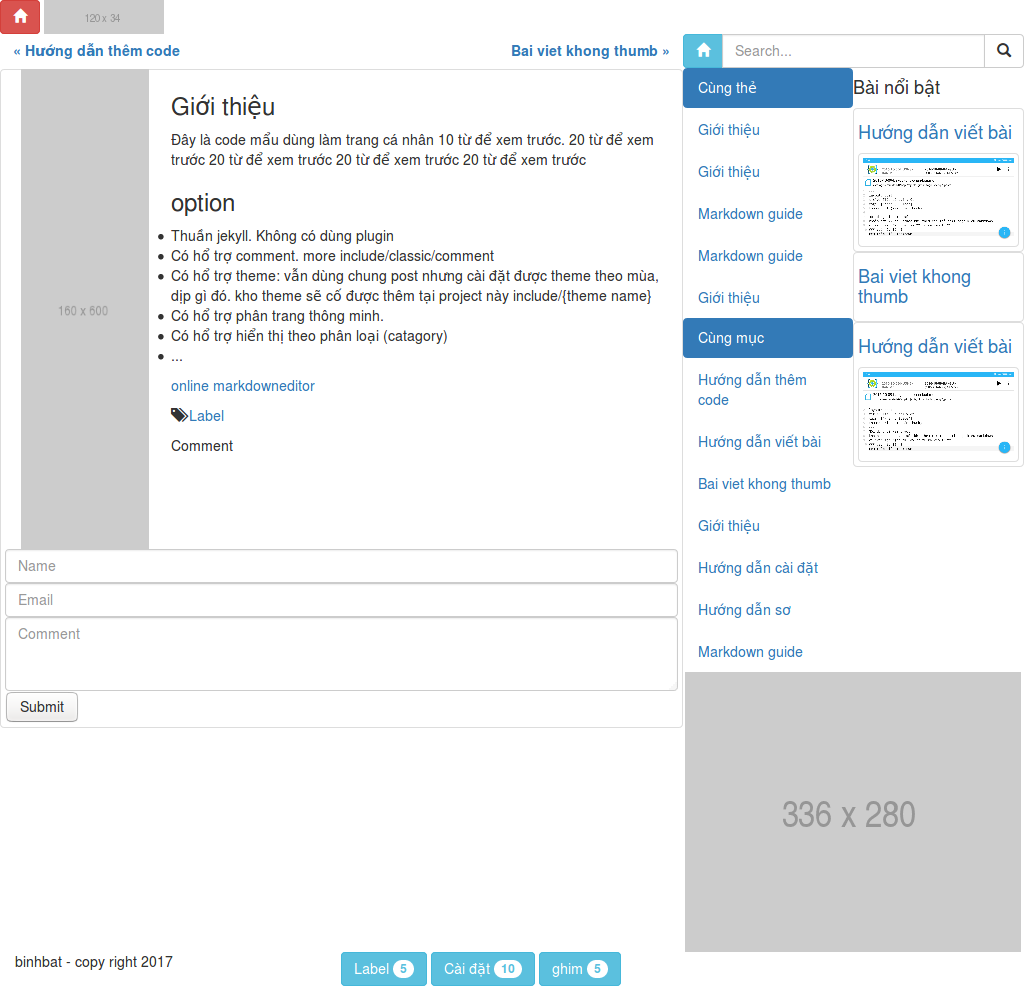 120 x 34
« Hướng dẫn thêm code
Bai viet khong thumb »
Search...
160 x 600
Giới thiệu
Đây là code mẩu dùng làm trang cá nhân 10 từ để xem trước. 20 từ để xem
trước 20 từ để xem trước 20 từ để xem trước 20 từ để xem trước
option
Thuần jekyll. Không có dùng plugin
Có hổ trợ comment. more include/classic/comment
Có hổ trợ theme: vẫn dùng chung post nhưng cài đặt được theme theo mùa,
dịp gì đó. kho theme sẽ cố được thêm tại project này include/{theme name}
Có hổ trợ phân trang thông minh.
Có hổ trợ hiển thị theo phân loại (catagory)
...
online markdowneditor
Label
Comment
Name
Email
Comment
Submit
Cùng thẻ
Giới thiệu
Giới thiệu
Markdown guide
Markdown guide
Giới thiệu
Cùng mục
Hướng dẫn thêm
code
Hướng dẫn viết bài
Bai viet khong thumb
Giới thiệu
Hướng dẫn cài đặt
Hướng dẫn sơ
Markdown guide
Bài nổi bật
Hướng dẫn viết bài
Bai viet khong
thumb
Hướng dẫn viết bài
336 x 280
binhbat - copy right 2017
Label 5
Cài đặt 10
ghim 5